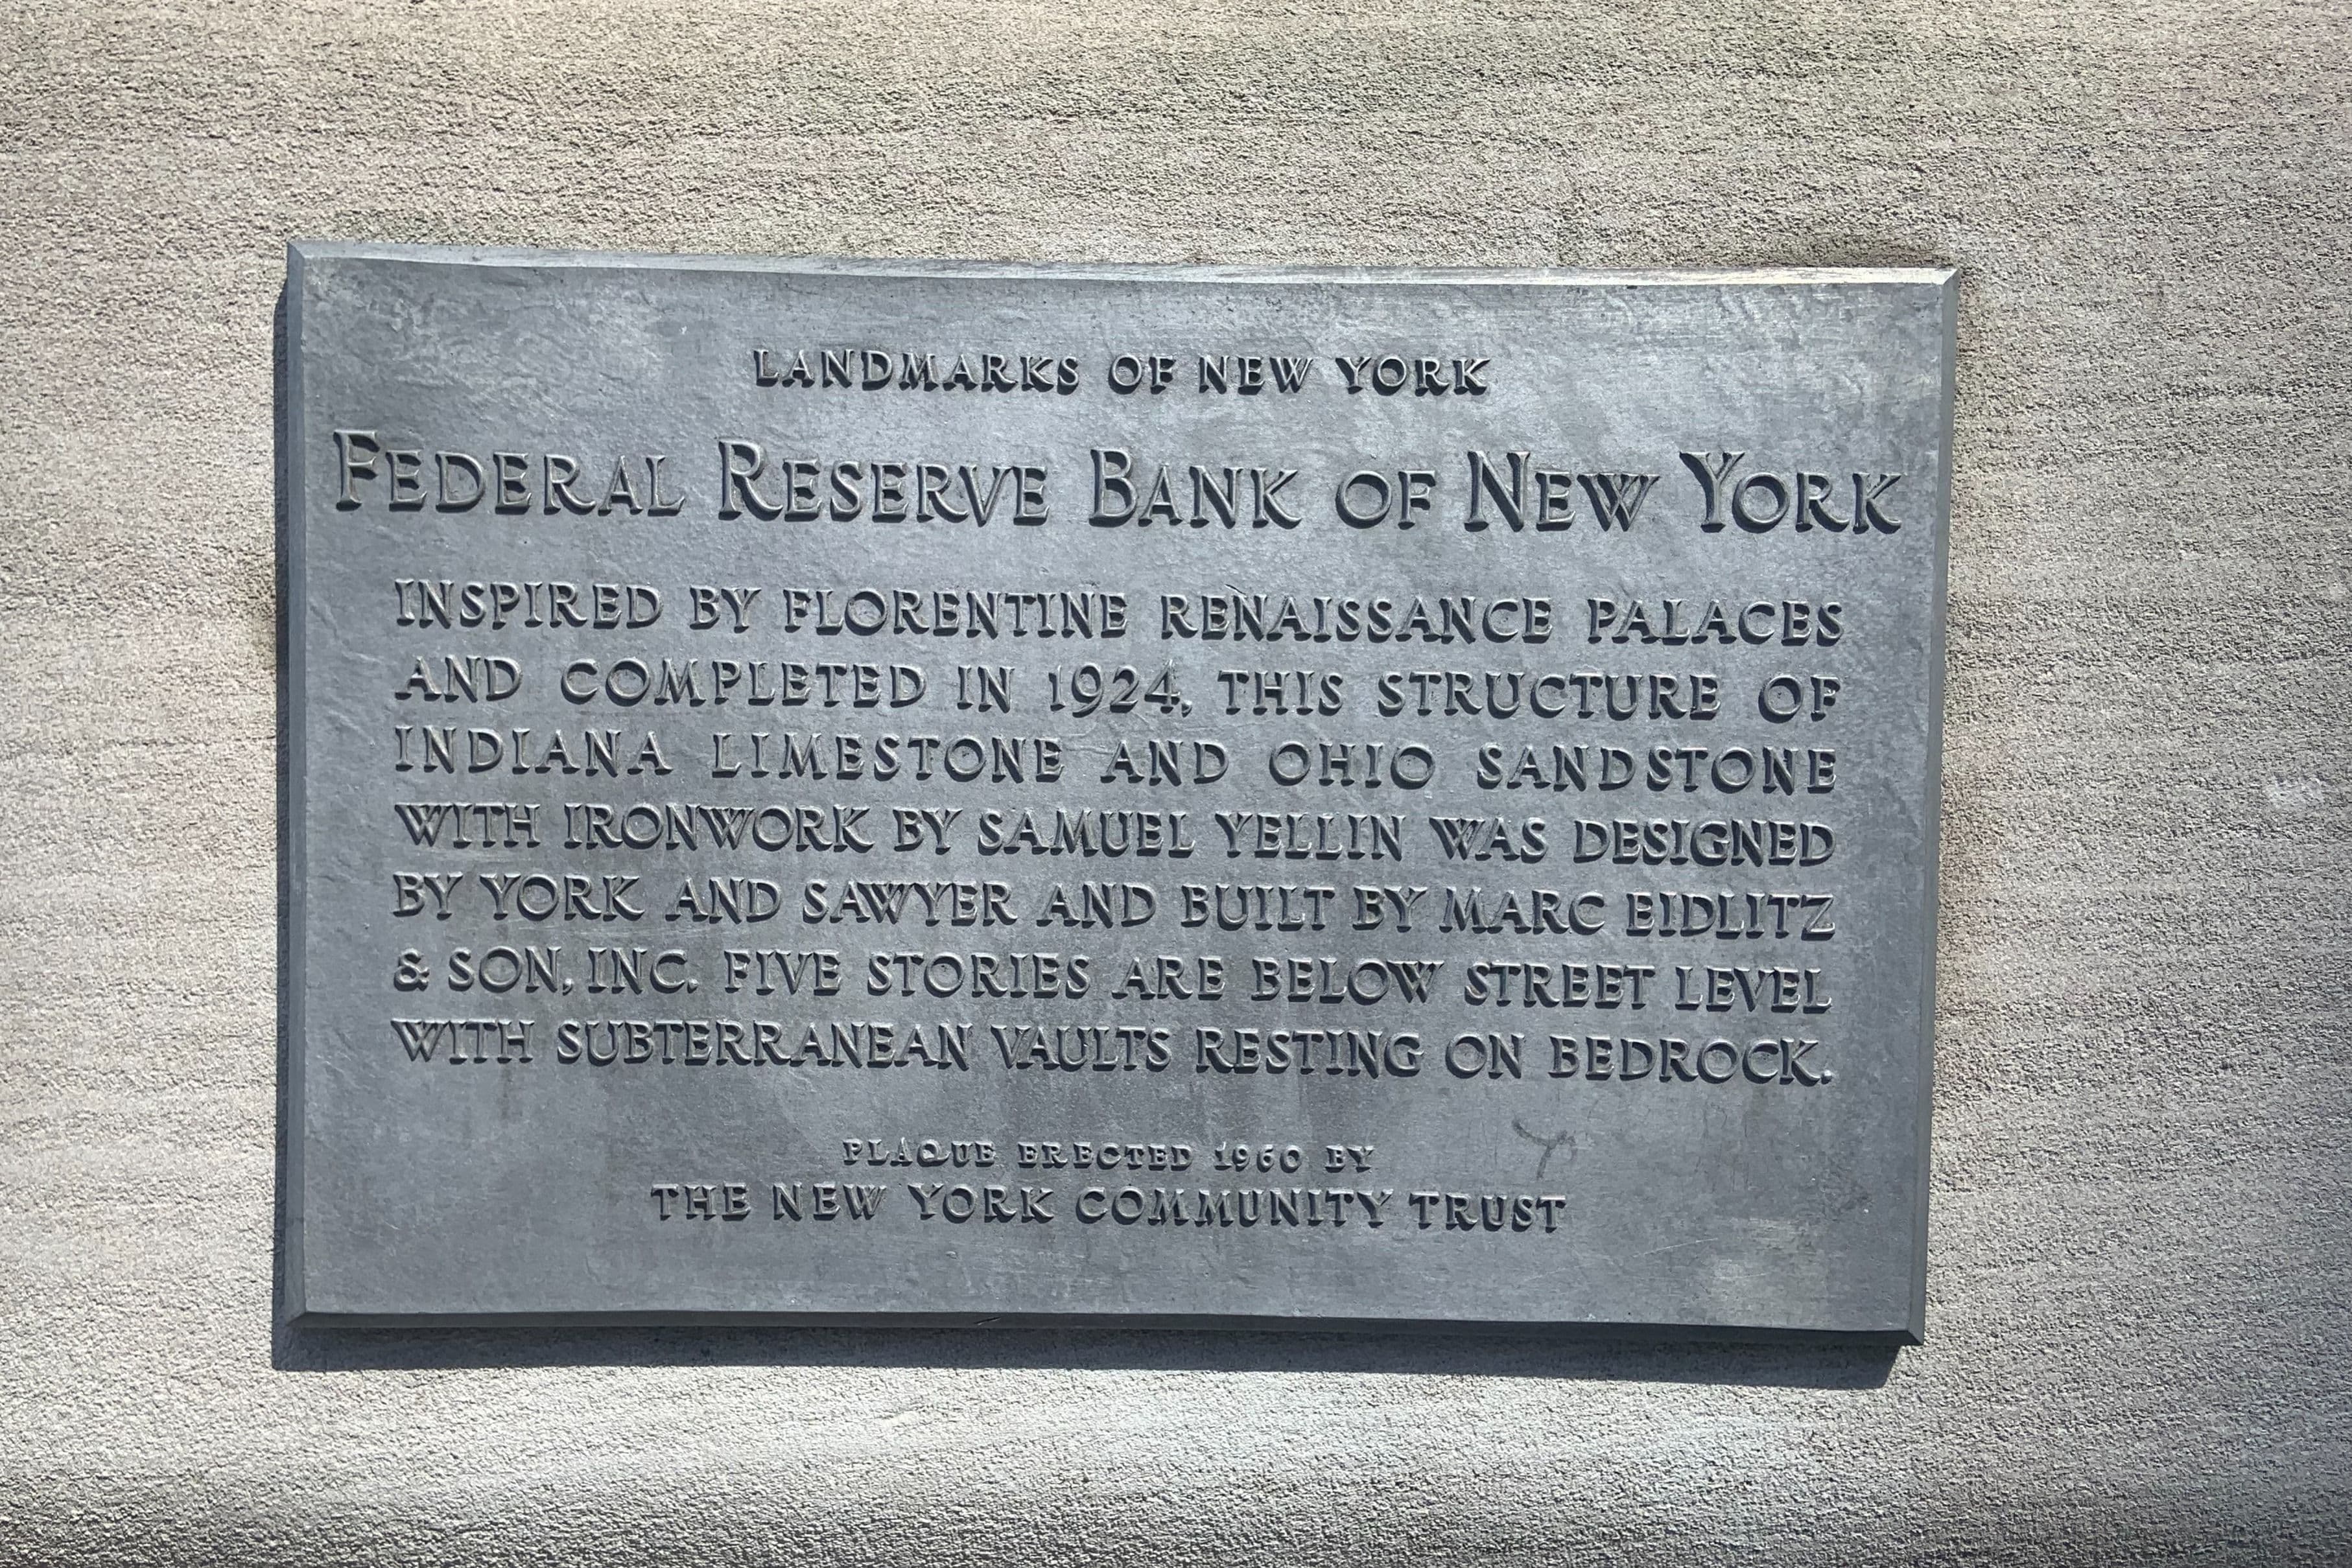 LANDMARKS OF NEW YORK
FEDERAL RESERVE BANK OF NEW YORK
INSPIRED BY FLORENTINE RENAISSANCE PALACES
AND COMPLETED IN 1924, THIS STRUCTURE OF
INDIANA LIMESTONE AND OHIO SANDSTONE
WITH IRONWORK BY SAMUEL YELLIN WAS DESIGNED
BY YORK AND SAWYER AND BUILT BY MARC EIDLITZ
& SON, INC. FIVE STORIES ARE BELOW STREET LEVEL
WITH SUBTERRANEAN VAULTS RESTING ON BEDROCK.
PLAQUE ERECTED 1960 BY
THE NEW YORK COMMUNITY TRUST